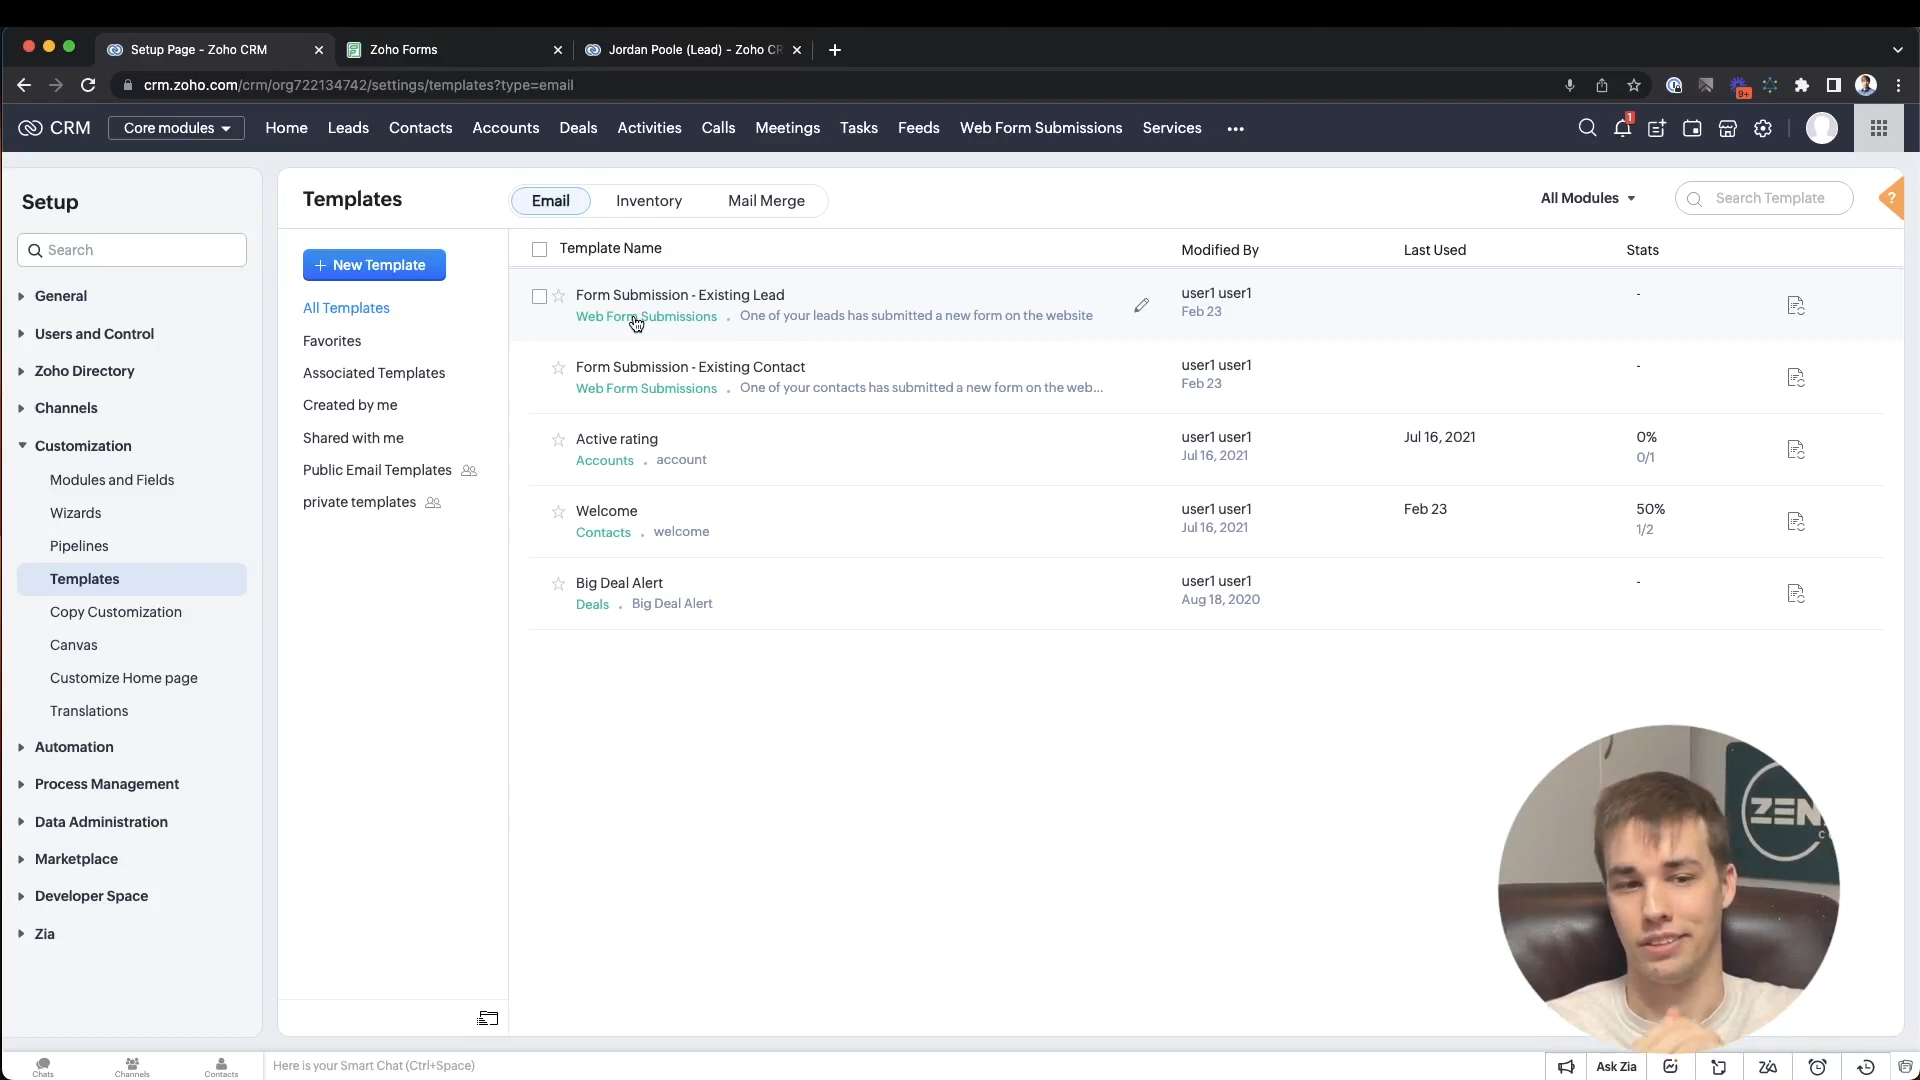 Setup Page - Zoho CRM
Zoho Forms
Jordan Poole (Lead) - Zoho CR
crm.zoho.com/crm/org722134742/settings/templates?type=email
9+
CRM
Core modules
Home
Leads
Contacts
Accounts
Deals
Activities
Calls
Meetings
Tasks
Feeds
Web Form Submissions
Services
1
Setup
Search
General
Users and Control
Zoho Directory
Channels
Customization
Modules and Fields
Wizards
Pipelines
Templates
Copy Customization
Canvas
Customize Home page
Translations
Automation
Process Management
Data Administration
Marketplace
Developer Space
Zia
Templates
Email
Inventory
Mail Merge
All Modules
Search Template
?
+ New Template
All Templates
Favorites
Associated Templates
Created by me
Shared with me
Public Email Templates
private templates
Template Name
Modified By
Last Used
Stats
Form Submission - Existing Lead
Web Form Submissions . One of your leads has submitted a new form on the website
user1 user1
Feb 23
-
Form Submission - Existing Contact
Web Form Submissions . One of your contacts has submitted a new form on the web...
user1 user1
Feb 23
-
Active rating
Accounts . account
user1 user1
Jul 16, 2021
Jul 16, 2021
0%
0/1
Welcome
Contacts . welcome
user1 user1
Jul 16, 2021
Feb 23
50%
1/2
Big Deal Alert
Deals . Big Deal Alert
user1 user1
Aug 18, 2020
-
Chats
Channels
Contacts
Here is your Smart Chat (Ctrl+Space)
Ask Zia